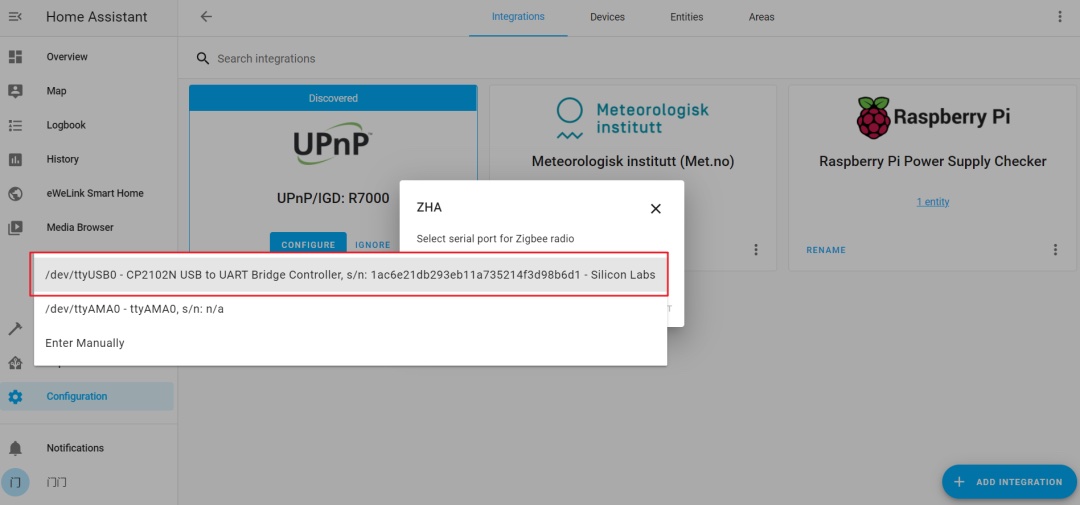 Home Assistant
Integrations
Devices
Entities
Areas
Overview
Search integrations
Map
Discovered
Logbook
UPnP™
Meteorologisk
institutt
Raspberry Pi
History
Meteorologisk institutt (Met.no)
Raspberry Pi Power Supply Checker
eWeLink Smart Home
UPnP/IGD: R7000
ZHA
1 entity
Media Browser
Select serial port for Zigbee radio
CONFIGURE
IGNORE
RENAME
/dev/ttyUSB0 - CP2102N USB to UART Bridge Controller, s/n: 1ac6e21db293eb11a735214f3d98b6d1 - Silicon Labs
/dev/ttyAMA0 - ttyAMA0, s/n: n/a
Enter Manually
Configuration
Notifications
门
门门
ADD INTEGRATION